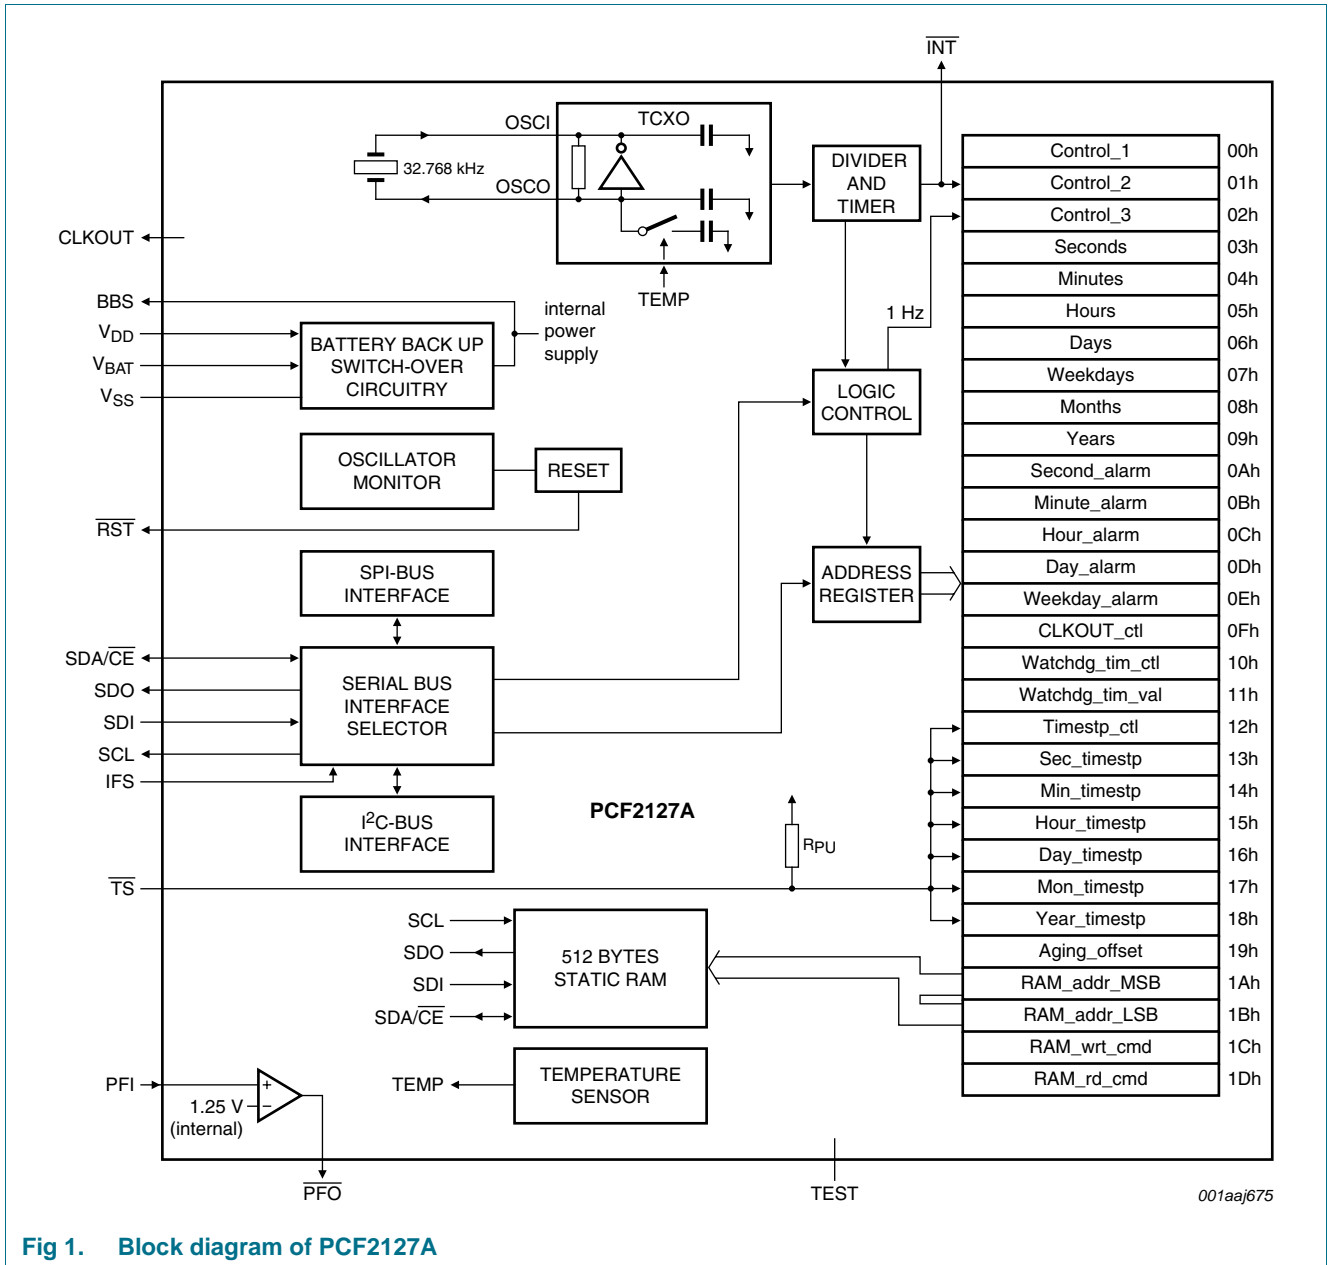 INT
OSCI
TCXO
32.768 kHz
OSCO
TEMP
DIVIDER
AND
TIMER
CLKOUT
BBS
VDD
VBAT
VSS
BATTERY BACK UP
SWITCH-OVER
CIRCUITRY
internal
power
supply
1 Hz
LOGIC
CONTROL
OSCILLATOR
MONITOR
RESET
RST
SPI-BUS
INTERFACE
ADDRESS
REGISTER
SDA/CE
SDO
SDI
SCL
IFS
SERIAL BUS
INTERFACE
SELECTOR
I2C-BUS
INTERFACE
PCF2127A
RPU
TS
SCL
SDO
SDI
SDA/CE
512 BYTES
STATIC RAM
TEMP
TEMPERATURE
SENSOR
PFI
1.25 V
(internal)
+
−
PFO
TEST
Control_1 00h
Control_2 01h
Control_3 02h
Seconds 03h
Minutes 04h
Hours 05h
Days 06h
Weekdays 07h
Months 08h
Years 09h
Second_alarm 0Ah
Minute_alarm 0Bh
Hour_alarm 0Ch
Day_alarm 0Dh
Weekday_alarm 0Eh
CLKOUT_ctl 0Fh
Watchdg_tim_ctl 10h
Watchdg_tim_val 11h
Timestp_ctl 12h
Sec_timestp 13h
Min_timestp 14h
Hour_timestp 15h
Day_timestp 16h
Mon_timestp 17h
Year_timestp 18h
Aging_offset 19h
RAM_addr_MSB 1Ah
RAM_addr_LSB 1Bh
RAM_wrt_cmd 1Ch
RAM_rd_cmd 1Dh
001aaj675
Fig 1. Block diagram of PCF2127A